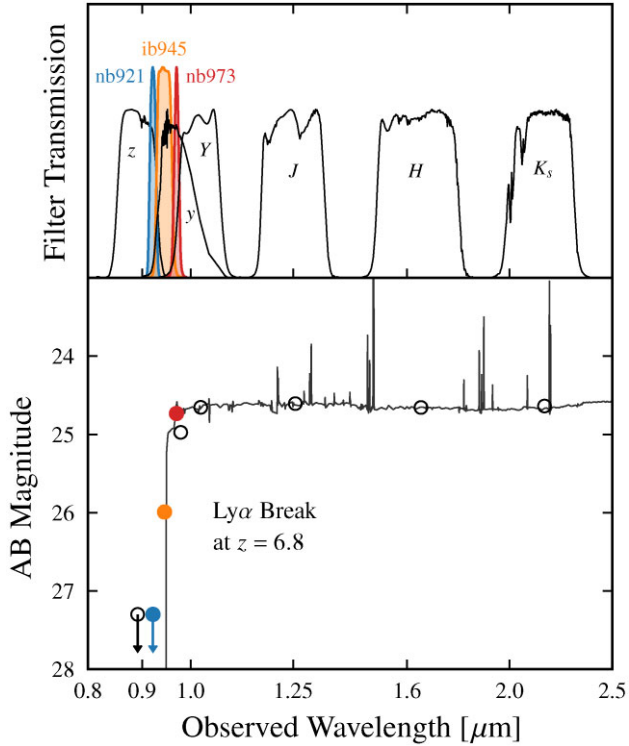 ib945
nb921
nb973
Filter Transmission
z
y
Y
J
H
Ks
24
25
26
27
28
AB Magnitude
Lyα Break
at z = 6.8
0.8
0.9
1.0
1.25
1.6
2.0
2.5
Observed Wavelength [μm]